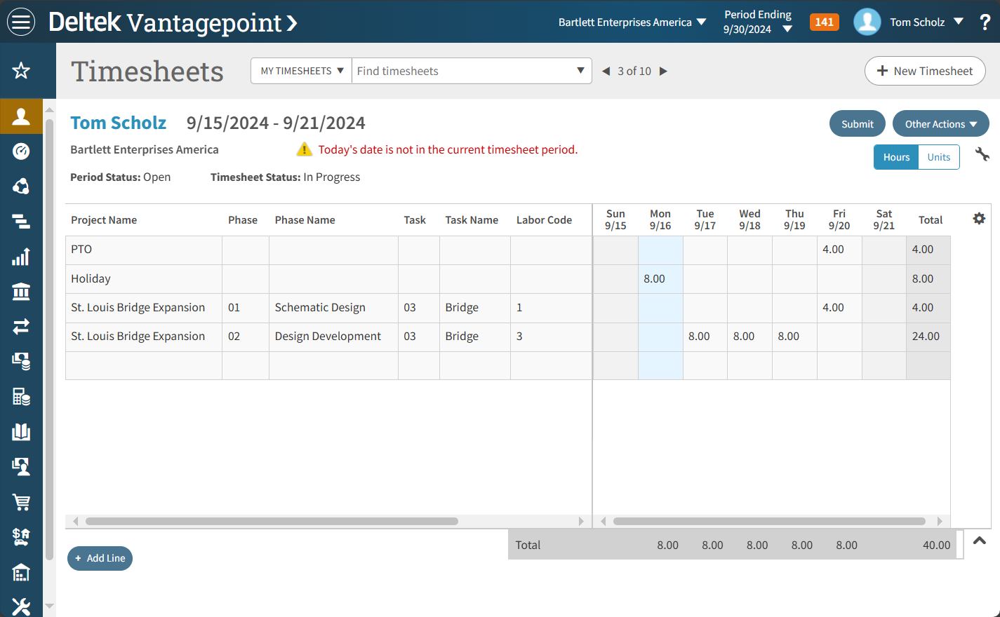 Deltek Vantagepoint
Bartlett Enterprises America
Period Ending
9/30/2024
141
Tom Scholz
?
Timesheets
MY TIMESHEETS
Find timesheets
3 of 10
+ New Timesheet
Tom Scholz 9/15/2024 - 9/21/2024
Submit
Other Actions
Bartlett Enterprises America
Today's date is not in the current timesheet period.
Hours Units
Period Status: Open Timesheet Status: In Progress
Project Name Phase Phase Name Task Task Name Labor Code Sun 9/15 Mon 9/16 Tue 9/17 Wed 9/18 Thu 9/19 Fri 9/20 Sat 9/21 Total
PTO 4.00 4.00
Holiday 8.00 8.00
St. Louis Bridge Expansion 01 Schematic Design 03 Bridge 1 4.00 4.00
St. Louis Bridge Expansion 02 Design Development 03 Bridge 3 8.00 8.00 8.00 24.00
Total 8.00 8.00 8.00 8.00 8.00 40.00
+ Add Line